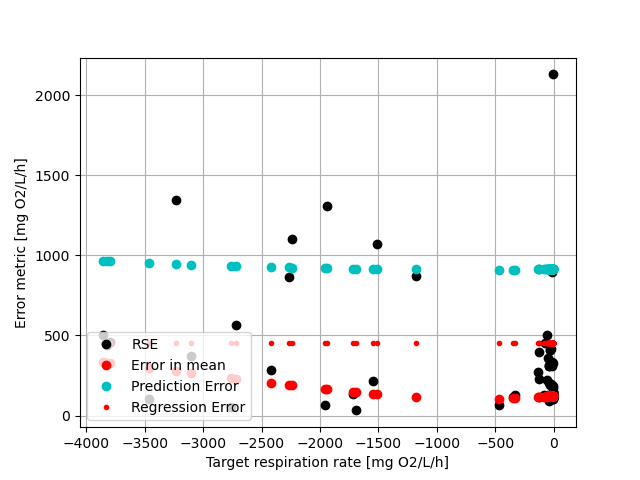 2000
1500
1000
500
0
Error metric [mg O2/L/h]
RSE
Error in mean
Prediction Error
Regression Error
−4000 −3500 −3000 −2500 −2000 −1500 −1000 −500 0
Target respiration rate [mg O2/L/h]